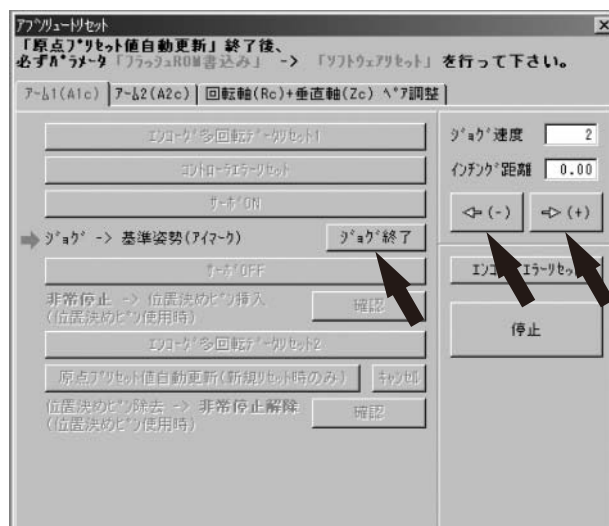 アブソリュートリセット
「原点プリセット値自動更新」終了後、
必ずパラメータ「フラッシュROM書込み」 -> 「ソフトウェアリセット」 を行って下さい。
アーム1(A1c) アーム2(A2c) 回転軸(Rc)+垂直軸(Zc) ペア調整
エンコーダ多回転データリセット1
コントローラエラーリセット
サーボON
ジョグ -> 基準姿勢(アイマーク) ジョグ終了
サーボOFF
非常停止 -> 位置決めピン挿入
(位置決めピン使用時) 確認
エンコーダ多回転データリセット2
原点プリセット値自動更新(新規リセット時のみ) キャンセル
位置決めピン除去 -> 非常停止解除
(位置決めピン使用時) 確認
ジョグ速度 2
インチング距離 0.00
(-) (+)
停止